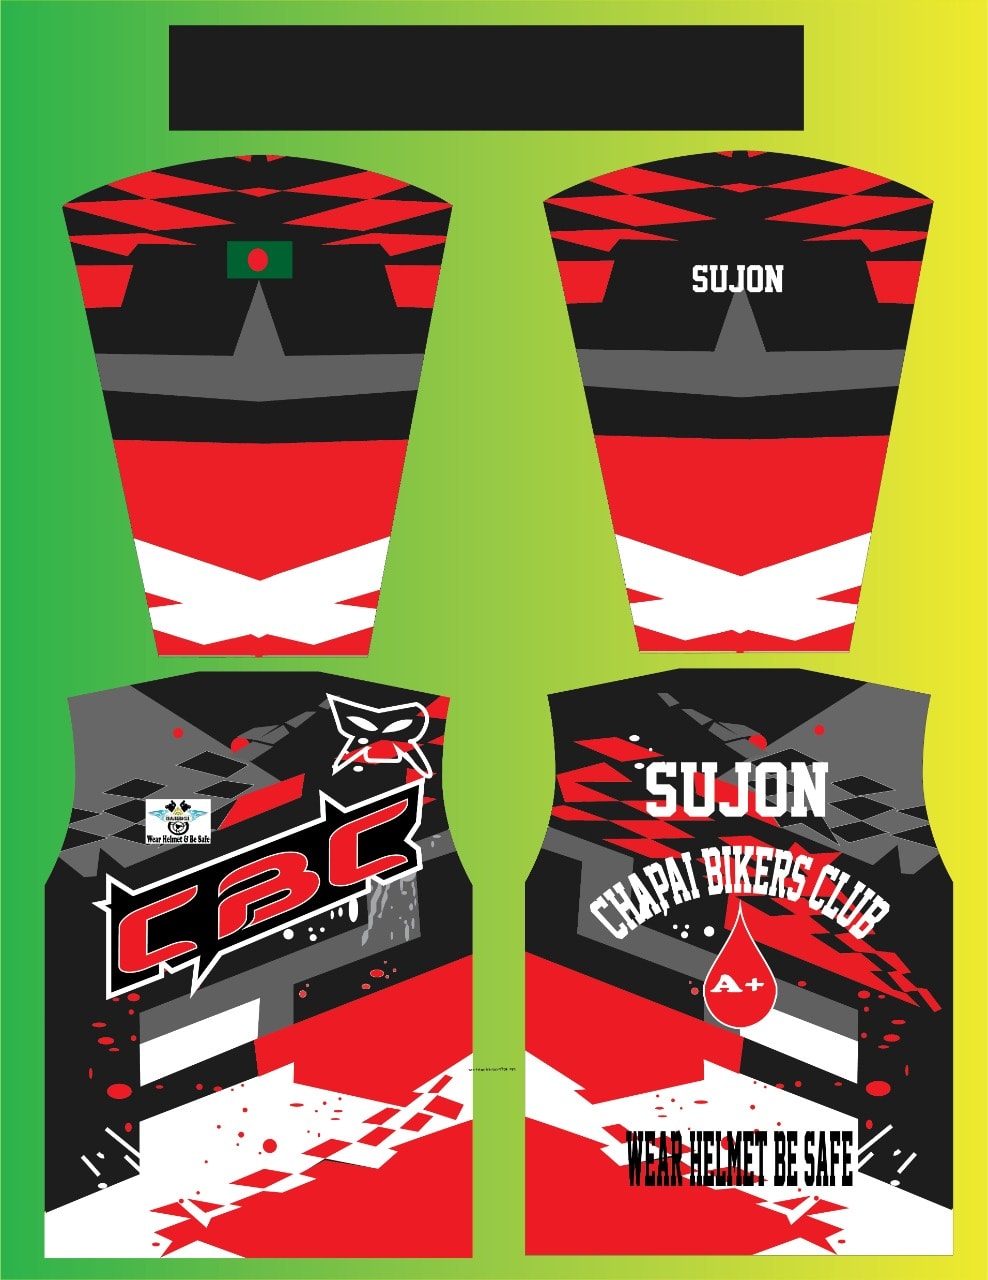 SUJON
CBC
Wear Helmet & Be Safe
SUJON
CHAPAI BIKERS CLUB
A+
WEAR HELMET BE SAFE